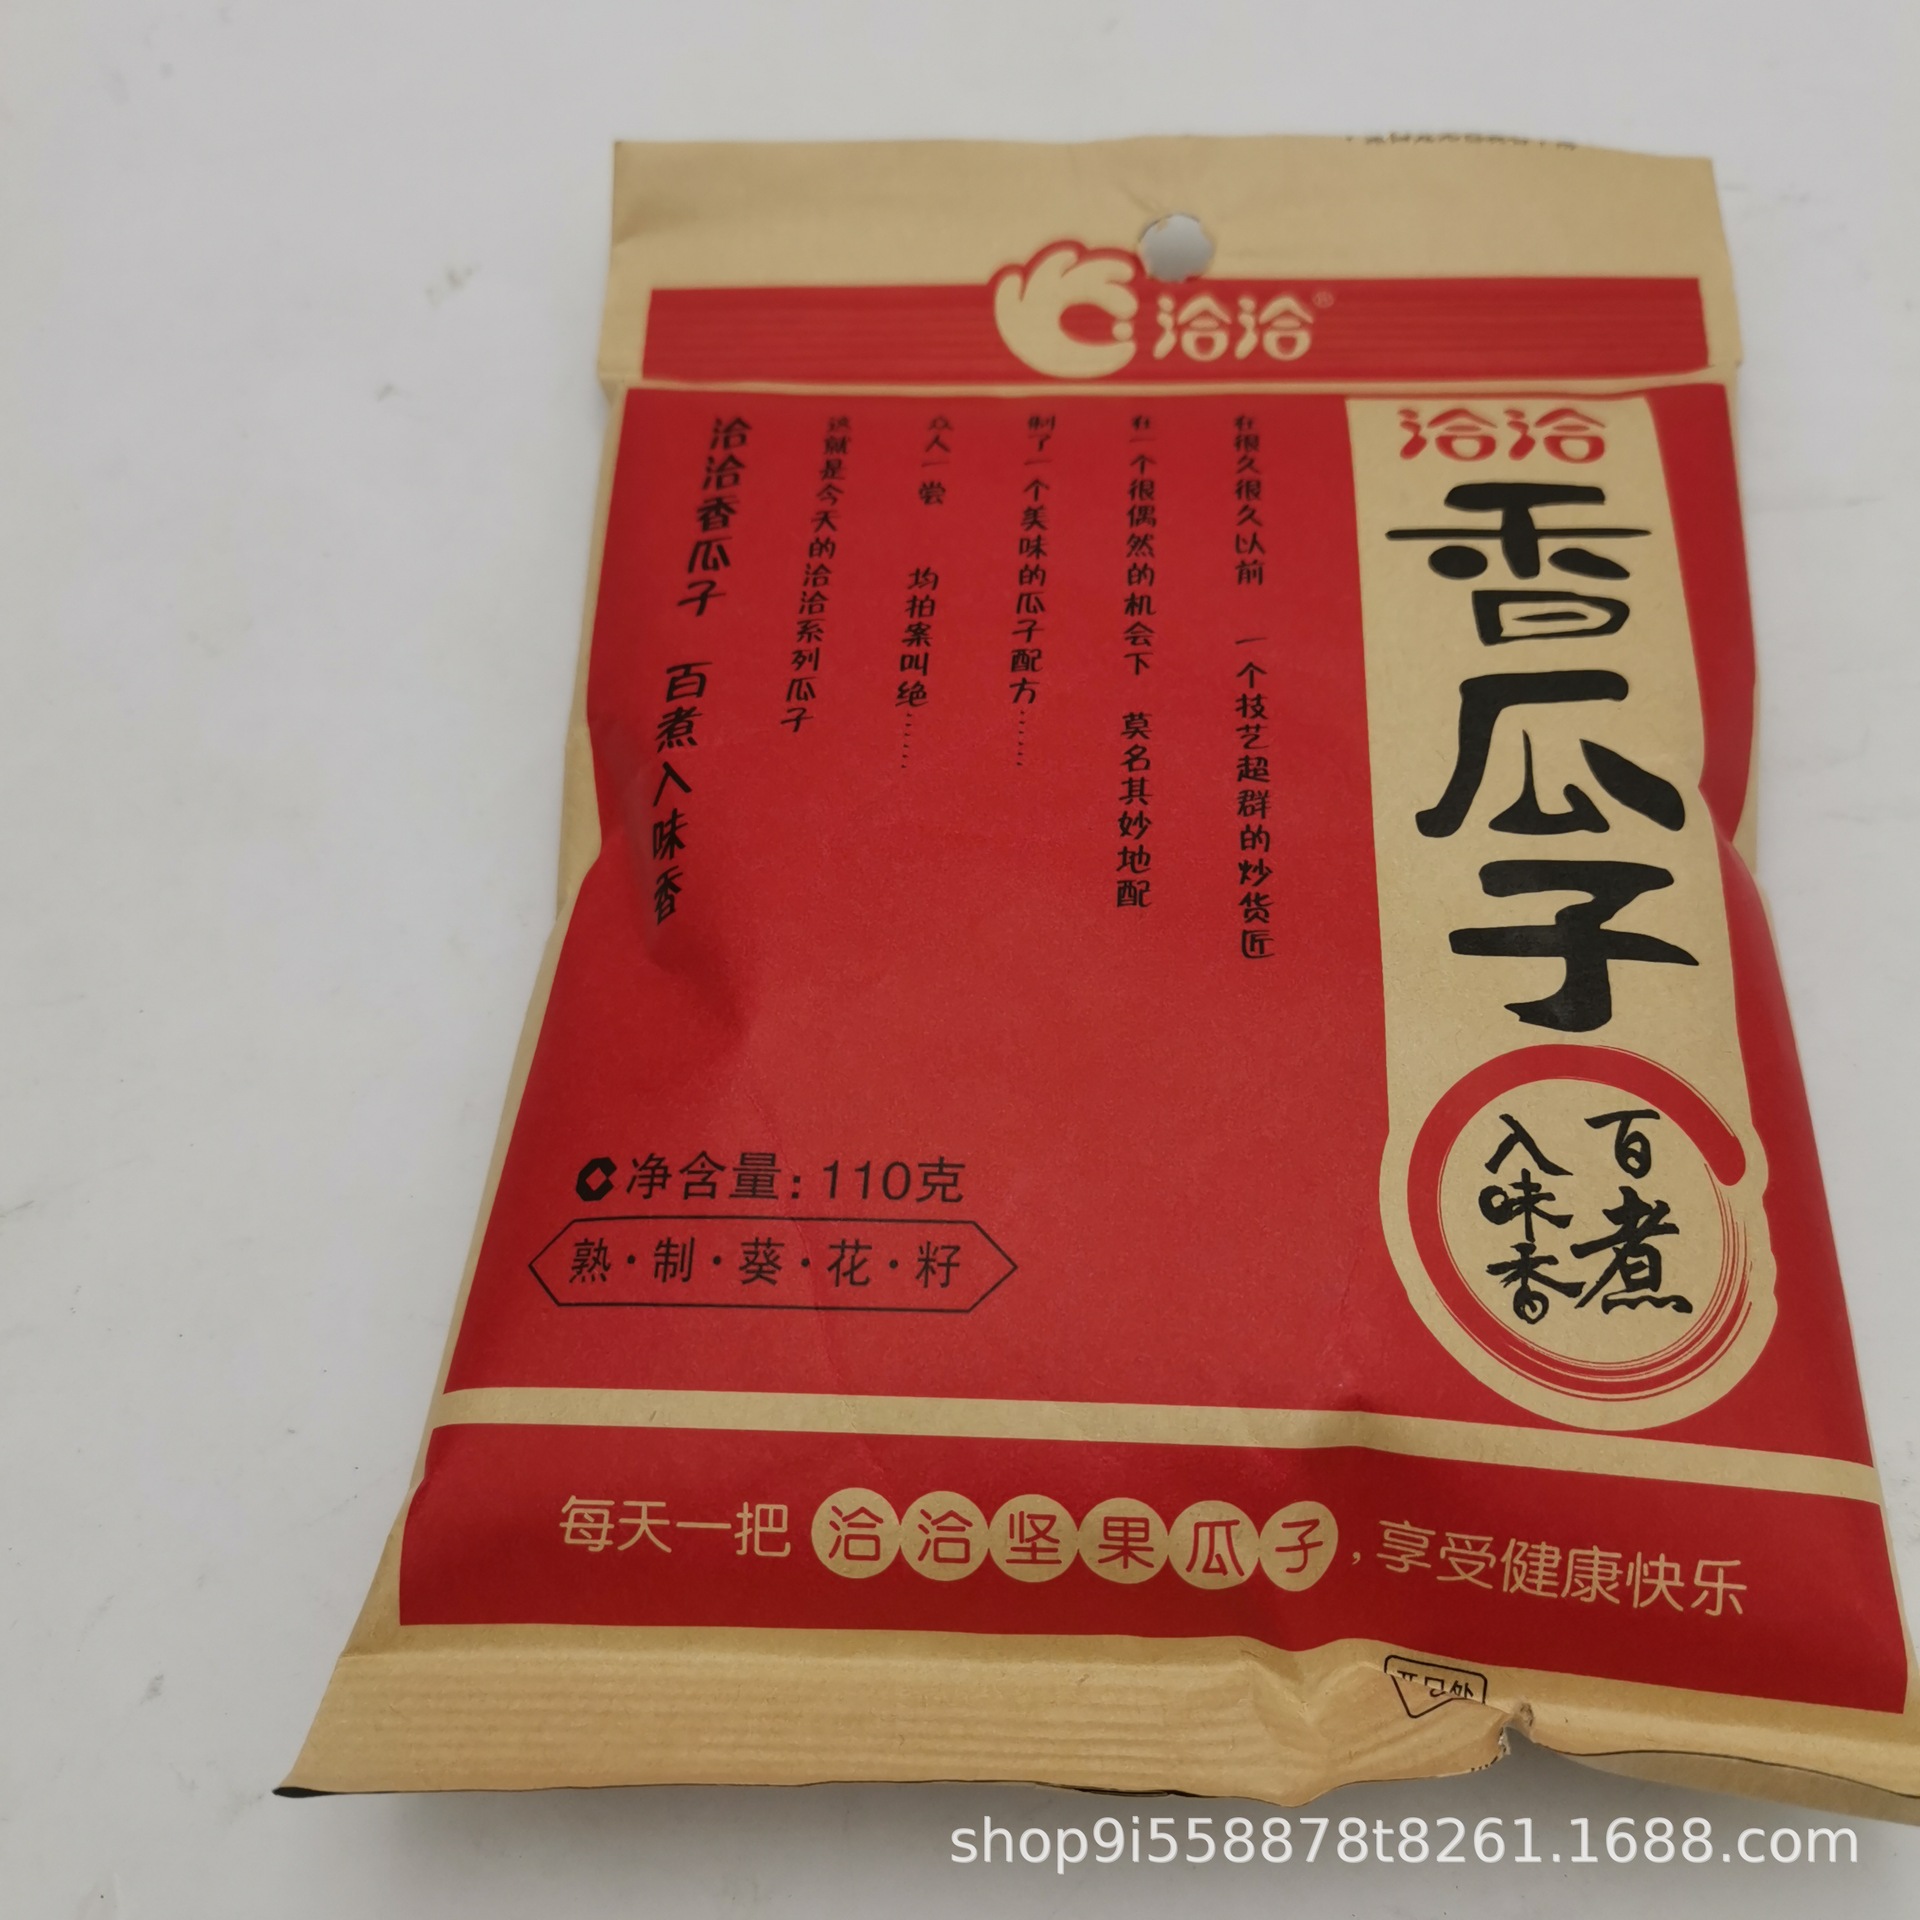 洽洽®
洽洽
香瓜子
百煮
入味香
在很久很久以前 一个技艺超群的炒货匠
在一个很偶然的机会下 莫名其妙地配
制了一个美味的瓜子配方……
众人一尝 均拍案叫绝……
这就是今天的洽洽系列瓜子
洽洽香瓜子 百煮入味香
净含量:110克
熟·制·葵·花·籽
每天一把 洽洽坚果瓜子,享受健康快乐
开口处
shop9i558878t8261.1688.com